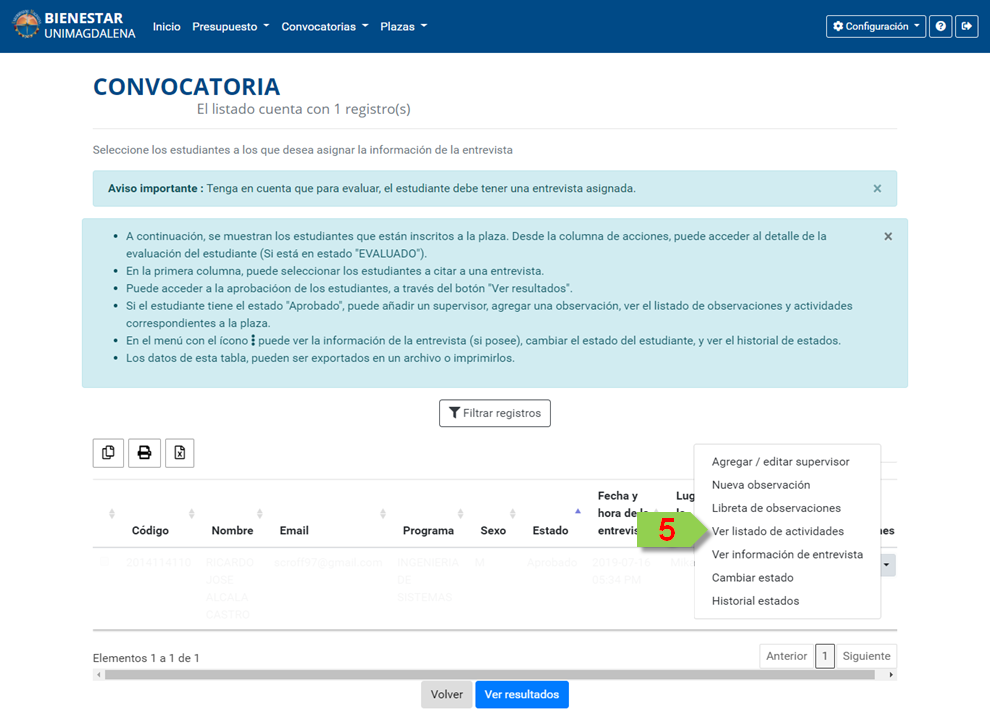 BIENESTAR
UNIMAGDALENA
Inicio Presupuesto Convocatorias Plazas Configuración
CONVOCATORIA
El listado cuenta con 1 registro(s)
Seleccione los estudiantes a los que desea asignar la información de la entrevista
Aviso importante : Tenga en cuenta que para evaluar, el estudiante debe tener una entrevista asignada. ×
• A continuación, se muestran los estudiantes que están inscritos a la plaza. Desde la columna de acciones, puede acceder al detalle de la ×
evaluación del estudiante (Si está en estado "EVALUADO").
• En la primera columna, puede seleccionar los estudiantes a citar a una entrevista.
• Puede acceder a la aprobacióon de los estudiantes, a través del botón "Ver resultados".
• Si el estudiante tiene el estado "Aprobado", puede añadir un supervisor, agregar una observación, ver el listado de observaciones y actividades
correspondientes a la plaza.
• En el menú con el ícono puede ver la información de la entrevista (si posee), cambiar el estado del estudiante, y ver el historial de estados.
• Los datos de esta tabla, pueden ser exportados en un archivo o imprimirlos.
Filtrar registros
Agregar / editar supervisor
Nueva observación
Libreta de observaciones
Ver listado de actividades
Ver información de entrevista
Cambiar estado
Historial estados
5
Fecha y
hora de
Código Nombre Email Programa Sexo Estado
2014114110 RICARDO INGENIERIA M Aprobado 2019-07-16
JOSE DE 05:34 PM
ALCALA SISTEMAS
CASTRO
Elementos 1 a 1 de 1
Anterior 1 Siguiente
Volver Ver resultados